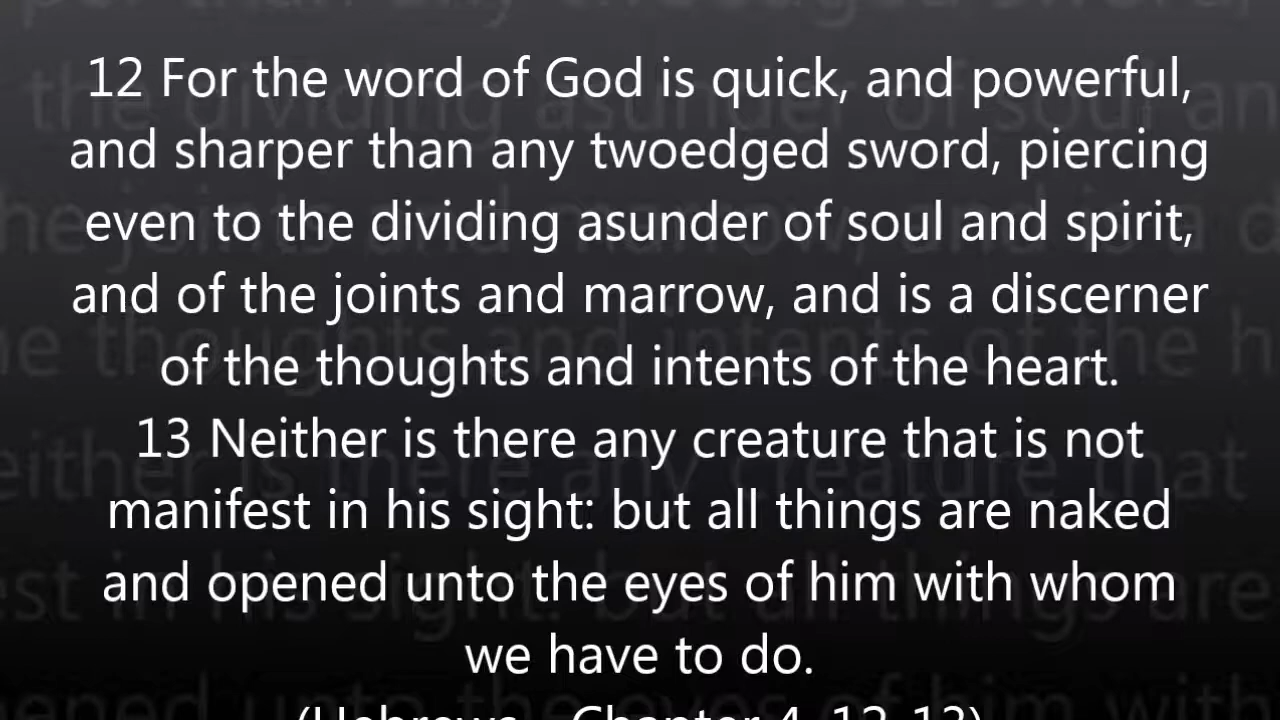 12 For the word of God is quick, and powerful,
and sharper than any twoedged sword, piercing
even to the dividing asunder of soul and spirit,
and of the joints and marrow, and is a discerner
of the thoughts and intents of the heart.
13 Neither is there any creature that is not
manifest in his sight: but all things are naked
and opened unto the eyes of him with whom
we have to do.
(Hebrews Chapter 4 12-13)